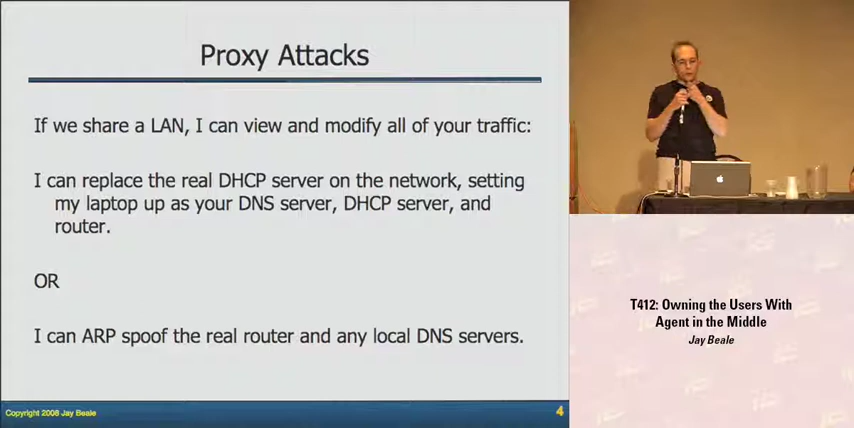 Proxy Attacks
If we share a LAN, I can view and modify all of your traffic:
I can replace the real DHCP server on the network, setting
my laptop up as your DNS server, DHCP server, and
router.
OR
I can ARP spoof the real router and any local DNS servers.
Copyright 2008 Jay Beale
4
T412: Owning the Users With
Agent in the Middle
Jay Beale